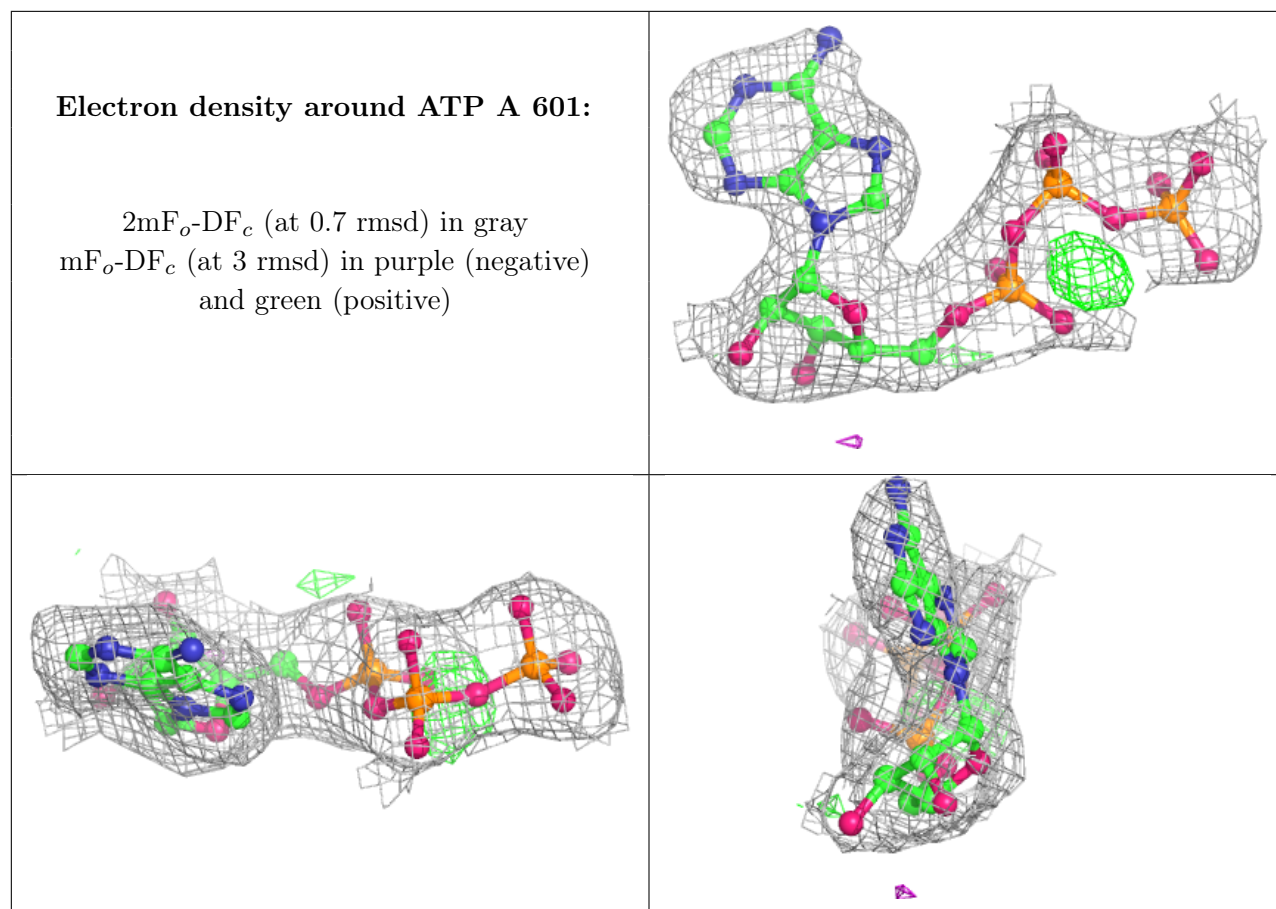 Electron density around ATP A 601:
2mFo-DFc (at 0.7 rmsd) in gray
mFo-DFc (at 3 rmsd) in purple (negative)
and green (positive)